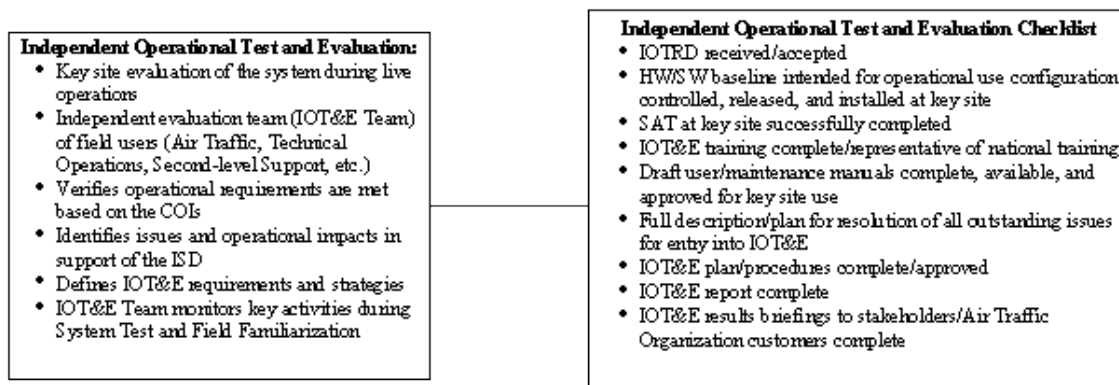 Independent Operational Test and Evaluation:
• Key site evaluation of the system during live
operations
• Independent evaluation team (IOT&E Team)
of field users (Air Traffic, Technical
Operations, Second-level Support, etc.)
• Verifies operational requirements are met
based on the COIs
• Identifies issues and operational impacts in
support of the ISD
• Defines IOT&E requirements and strategies
• IOT&E Team monitors key activities during
System Test and Field Familiarization
Independent Operational Test and Evaluation Checklist
• IOTRD received/accepted
• HW/SW baseline intended for operational use configuration
controlled, released, and installed at key site
• SAT at key site successfully completed
• IOT&E training complete/representative of national training
• Draft user/maintenance manuals complete, available, and
approved for key site use
• Full description/plan for resolution of all outstanding issues
for entry into IOT&E
• IOT&E plan/procedures complete/approved
• IOT&E report complete
• IOT&E results briefings to stakeholders/Air Traffic
Organization customers complete